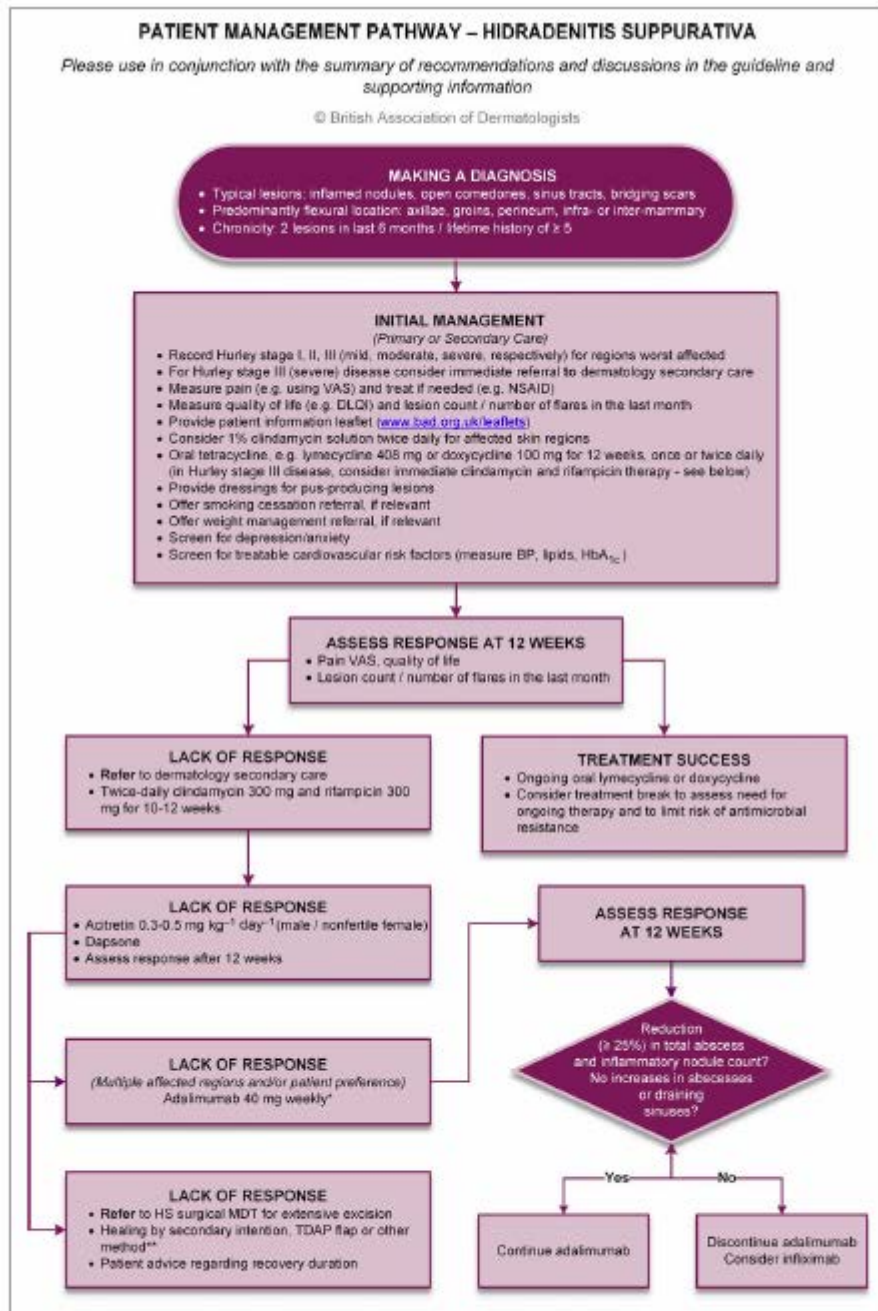 PATIENT MANAGEMENT PATHWAY – HIDRADENITIS SUPPURATIVA
Please use in conjunction with the summary of recommendations and discussions in the guideline and
supporting information
© British Association of Dermatologists
MAKING A DIAGNOSIS
• Typical lesions: inflamed nodules, open comedones, sinus tracts, bridging scars
• Predominantly flexural location: axillae, groins, perineum, infra- or inter-mammary
• Chronicity: 2 lesions in last 6 months / lifetime history of ≥ 5
INITIAL MANAGEMENT
(Primary or Secondary Care)
• Record Hurley stage I, II, III (mild, moderate, severe, respectively) for regions worst affected
• For Hurley stage III (severe) disease consider immediate referral to dermatology secondary care
• Measure pain (e.g. using VAS) and treat if needed (e.g. NSAID)
• Measure quality of life (e.g. DLQI) and lesion count / number of flares in the last month
• Provide patient information leaflet (www.bad.org.uk/leaflets)
• Consider 1% clindamycin solution twice daily for affected skin regions
• Oral tetracycline, e.g. lymecycline 408 mg or doxycycline 100 mg for 12 weeks, once or twice daily
(in Hurley stage III disease, consider immediate clindamycin and rifampicin therapy - see below)
• Provide dressings for pus-producing lesions
• Offer smoking cessation referral, if relevant
• Offer weight management referral, if relevant
• Screen for depression/anxiety
• Screen for treatable cardiovascular risk factors (measure BP, lipids, HbA1c )
ASSESS RESPONSE AT 12 WEEKS
• Pain VAS, quality of life
• Lesion count / number of flares in the last month
LACK OF RESPONSE
• Refer to dermatology secondary care
• Twice-daily clindamycin 300 mg and rifampicin 300
mg for 10-12 weeks
TREATMENT SUCCESS
• Ongoing oral lymecycline or doxycycline
• Consider treatment break to assess need for
ongoing therapy and to limit risk of antimicrobial
resistance
LACK OF RESPONSE
• Acitretin 0.3-0.5 mg kg⁻¹ day⁻¹ (male / nonfertile female)
• Dapsone
• Assess response after 12 weeks
ASSESS RESPONSE
AT 12 WEEKS
LACK OF RESPONSE
(Multiple affected regions and/or patient preference)
Adalimumab 40 mg weekly*
Reduction
(≥ 25%) in total abscess
and inflammatory nodule count?
No increases in abscesses
or draining
sinuses?
Yes
No
LACK OF RESPONSE
• Refer to HS surgical MDT for extensive excision
• Healing by secondary intention, TDAP flap or other
method**
• Patient advice regarding recovery duration
Continue adalimumab
Discontinue adalimumab
Consider infliximab